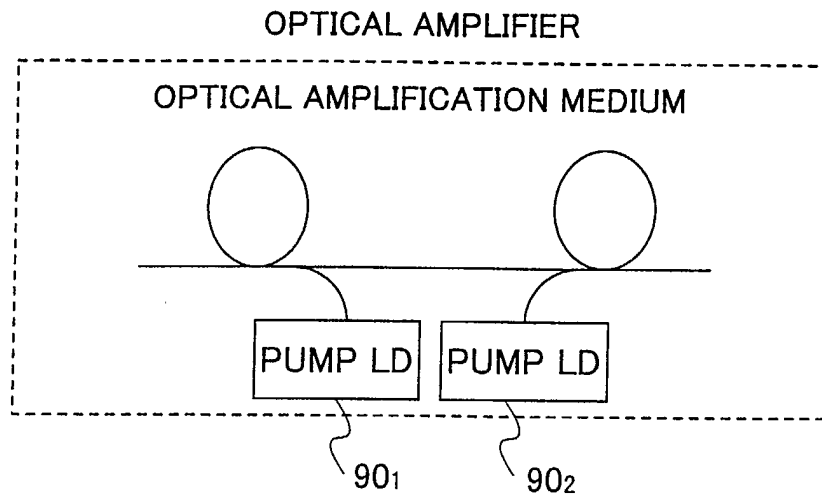 OPTICAL AMPLIFIER
OPTICAL AMPLIFICATION MEDIUM
PUMP LD PUMP LD
90₁ 90₂